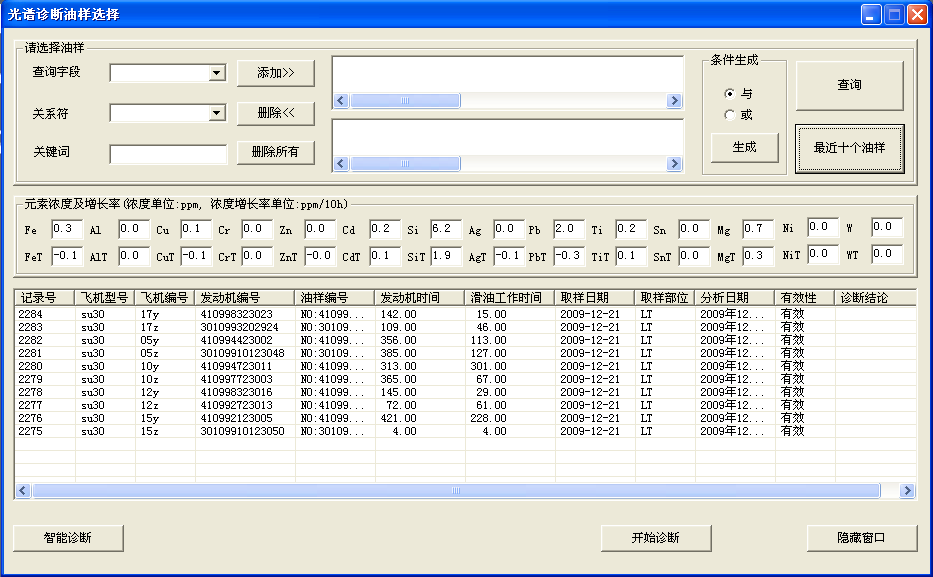 光谱诊断油样选择
请选择油样
查询字段 添加>> 条件生成 查询
关系符 删除<< 与
或
关键词 删除所有 生成 最近十个油样
元素浓度及增长率(浓度单位:ppm, 浓度增长率单位:ppm/10h)
Fe 0.3 Al 0.0 Cu 0.1 Cr 0.0 Zn 0.0 Cd 0.2 Si 6.2 Ag 0.0 Pb 2.0 Ti 0.2 Sn 0.0 Mg 0.7 Ni 0.0 W 0.0
FeT -0.1 AlT 0.0 CuT -0.1 CrT 0.0 ZnT -0.0 CdT 0.1 SiT 1.9 AgT -0.1 PbT -0.3 TiT 0.1 SnT 0.0 MgT 0.3 NiT 0.0 WT 0.0
记录号 飞机型号 飞机编号 发动机编号 油样编号 发动机时间 滑油工作时间 取样日期 取样部位 分析日期 有效性 诊断结论
2284 su30 17y 410998323023 NO:41099... 142.00 15.00 2009-12-21 LT 2009年12... 有效
2283 su30 17z 3010993202924 NO:30109... 109.00 46.00 2009-12-21 LT 2009年12... 有效
2282 su30 05y 410994423002 NO:41099... 356.00 113.00 2009-12-21 LT 2009年12... 有效
2281 su30 05z 30109910123048 NO:30109... 385.00 127.00 2009-12-21 LT 2009年12... 有效
2280 su30 10y 410994723011 NO:41099... 313.00 301.00 2009-12-21 LT 2009年12... 有效
2279 su30 10z 410997723003 NO:41099... 365.00 67.00 2009-12-21 LT 2009年12... 有效
2278 su30 12y 410998323016 NO:41099... 145.00 29.00 2009-12-21 LT 2009年12... 有效
2277 su30 12z 410992723013 NO:41099... 72.00 61.00 2009-12-21 LT 2009年12... 有效
2276 su30 15y 410992123005 NO:41099... 421.00 228.00 2009-12-21 LT 2009年12... 有效
2275 su30 15z 30109910123050 NO:30109... 4.00 4.00 2009-12-21 LT 2009年12... 有效
智能诊断 开始诊断 隐藏窗口